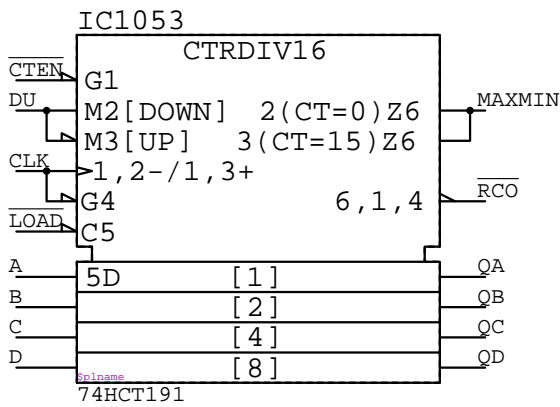 IC1053
CTRDIV16
CTEN G1
DU M2[DOWN] 2(CT=0)Z6 MAXMIN
M3[UP] 3(CT=15)Z6
CLK 1,2-/1,3+
G4 6,1,4 RCO
LOAD C5
A 5D [1] QA
B [2] QB
C [4] QC
D [8] QD
$plname
74HCT191